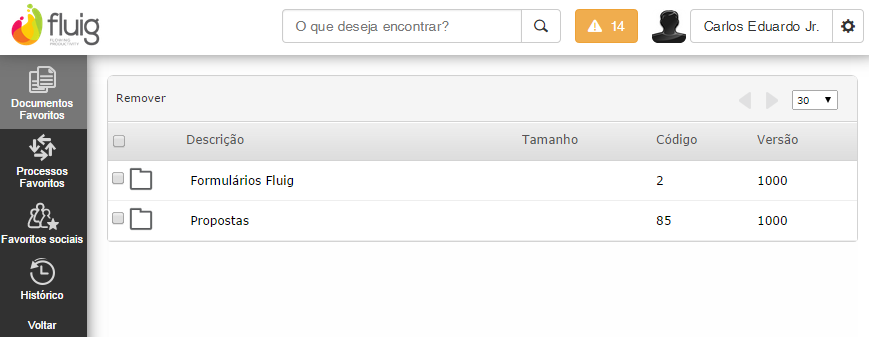 fluig
O que deseja encontrar?
14
Carlos Eduardo Jr.
Documentos
Favoritos
Processos
Favoritos
Favoritos sociais
Histórico
Voltar
Remover
30
Descrição Tamanho Código Versão
Formulários Fluig 2 1000
Propostas 85 1000